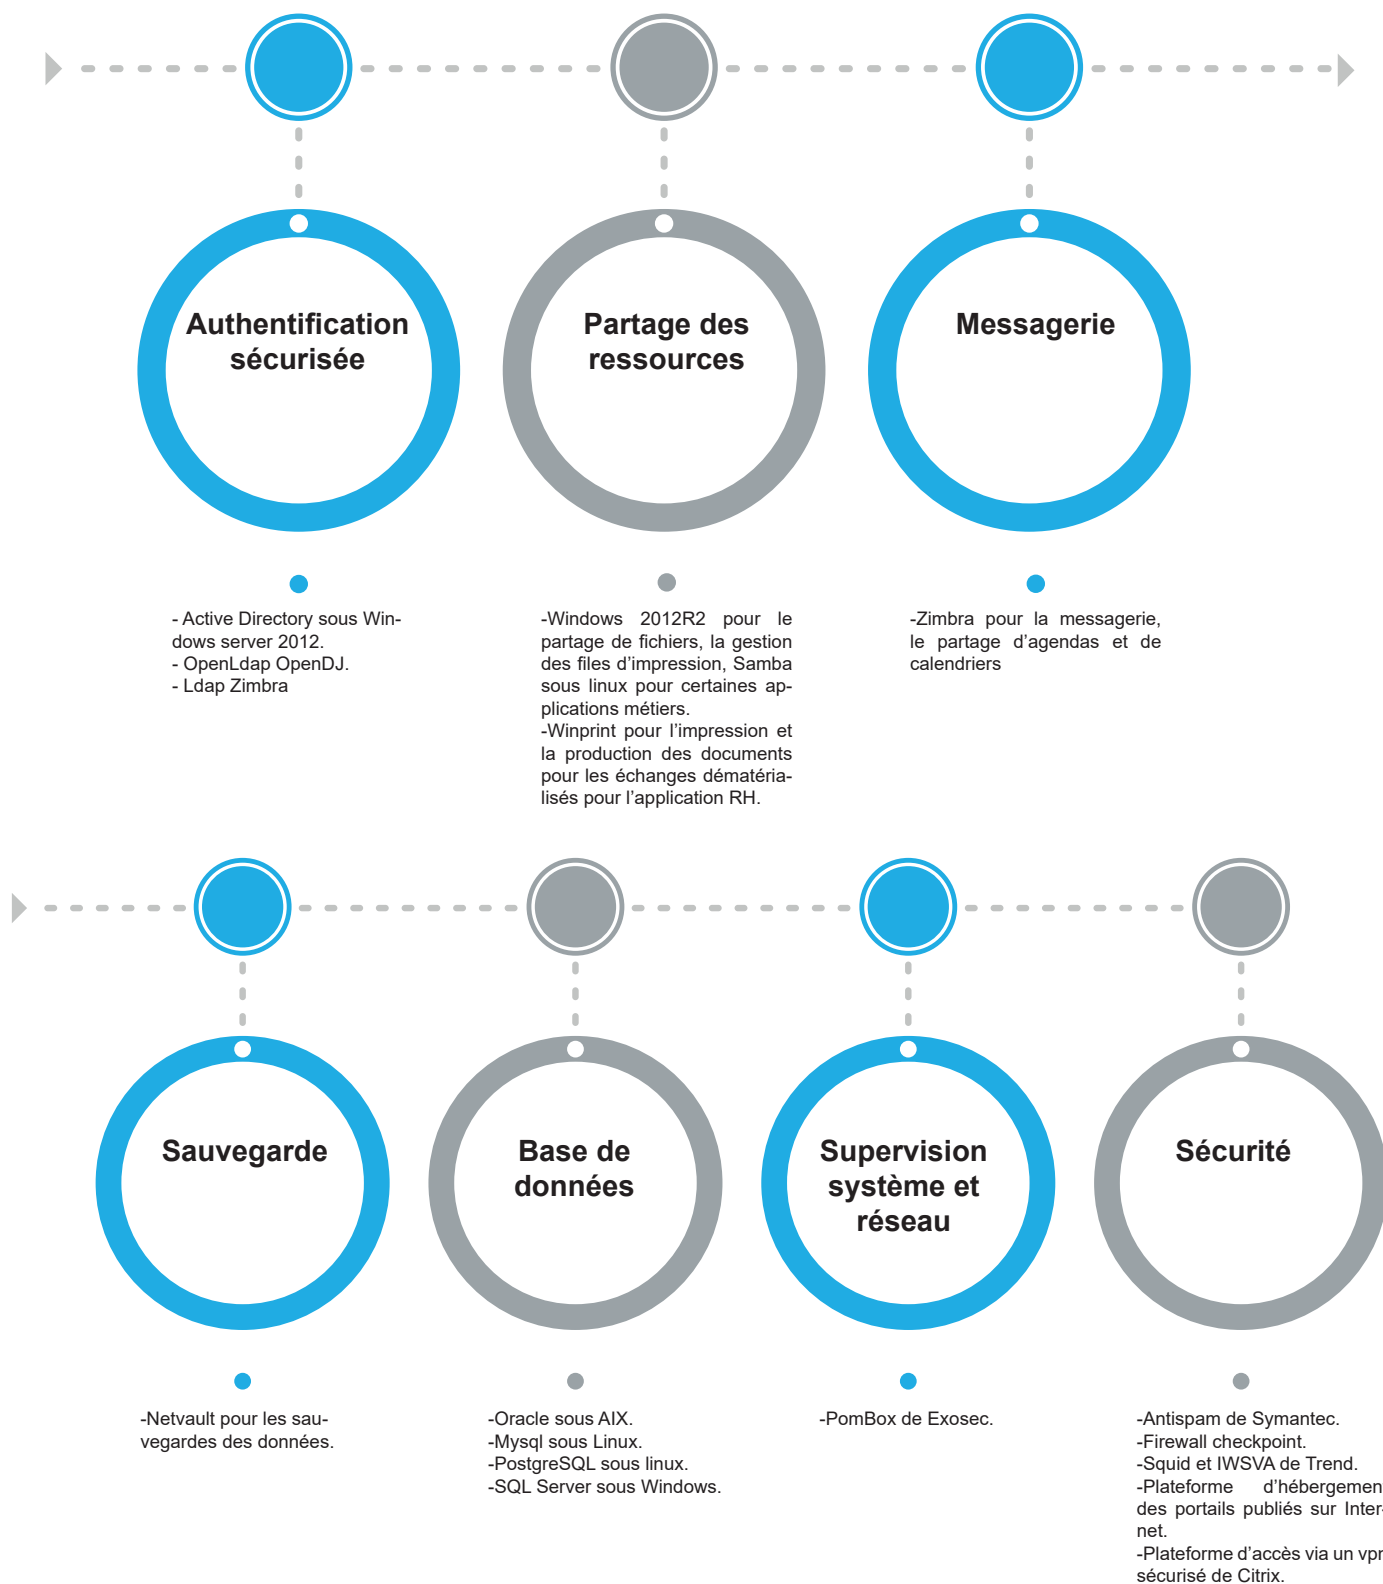 Authentification
sécurisée
Partage des
ressources
Messagerie
- Active Directory sous Win-
dows server 2012.
- OpenLdap OpenDJ.
- Ldap Zimbra
-Windows 2012R2 pour le
partage de fichiers, la gestion
des files d’impression, Samba
sous linux pour certaines ap-
plications métiers.
-Winprint pour l’impression et
la production des documents
pour les échanges dématéria-
lisés pour l’application RH.
-Zimbra pour la messagerie,
le partage d’agendas et de
calendriers
Sauvegarde
Base de
données
Supervision
système et
réseau
Sécurité
-Netvault pour les sau-
vegardes des données.
-Oracle sous AIX.
-Mysql sous Linux.
-PostgreSQL sous linux.
-SQL Server sous Windows.
-PomBox de Exosec.
-Antispam de Symantec.
-Firewall checkpoint.
-Squid et IWSVA de Trend.
-Plateforme d’hébergement
des portails publiés sur Inter-
net.
-Plateforme d’accès via un vpn
sécurisé de Citrix.